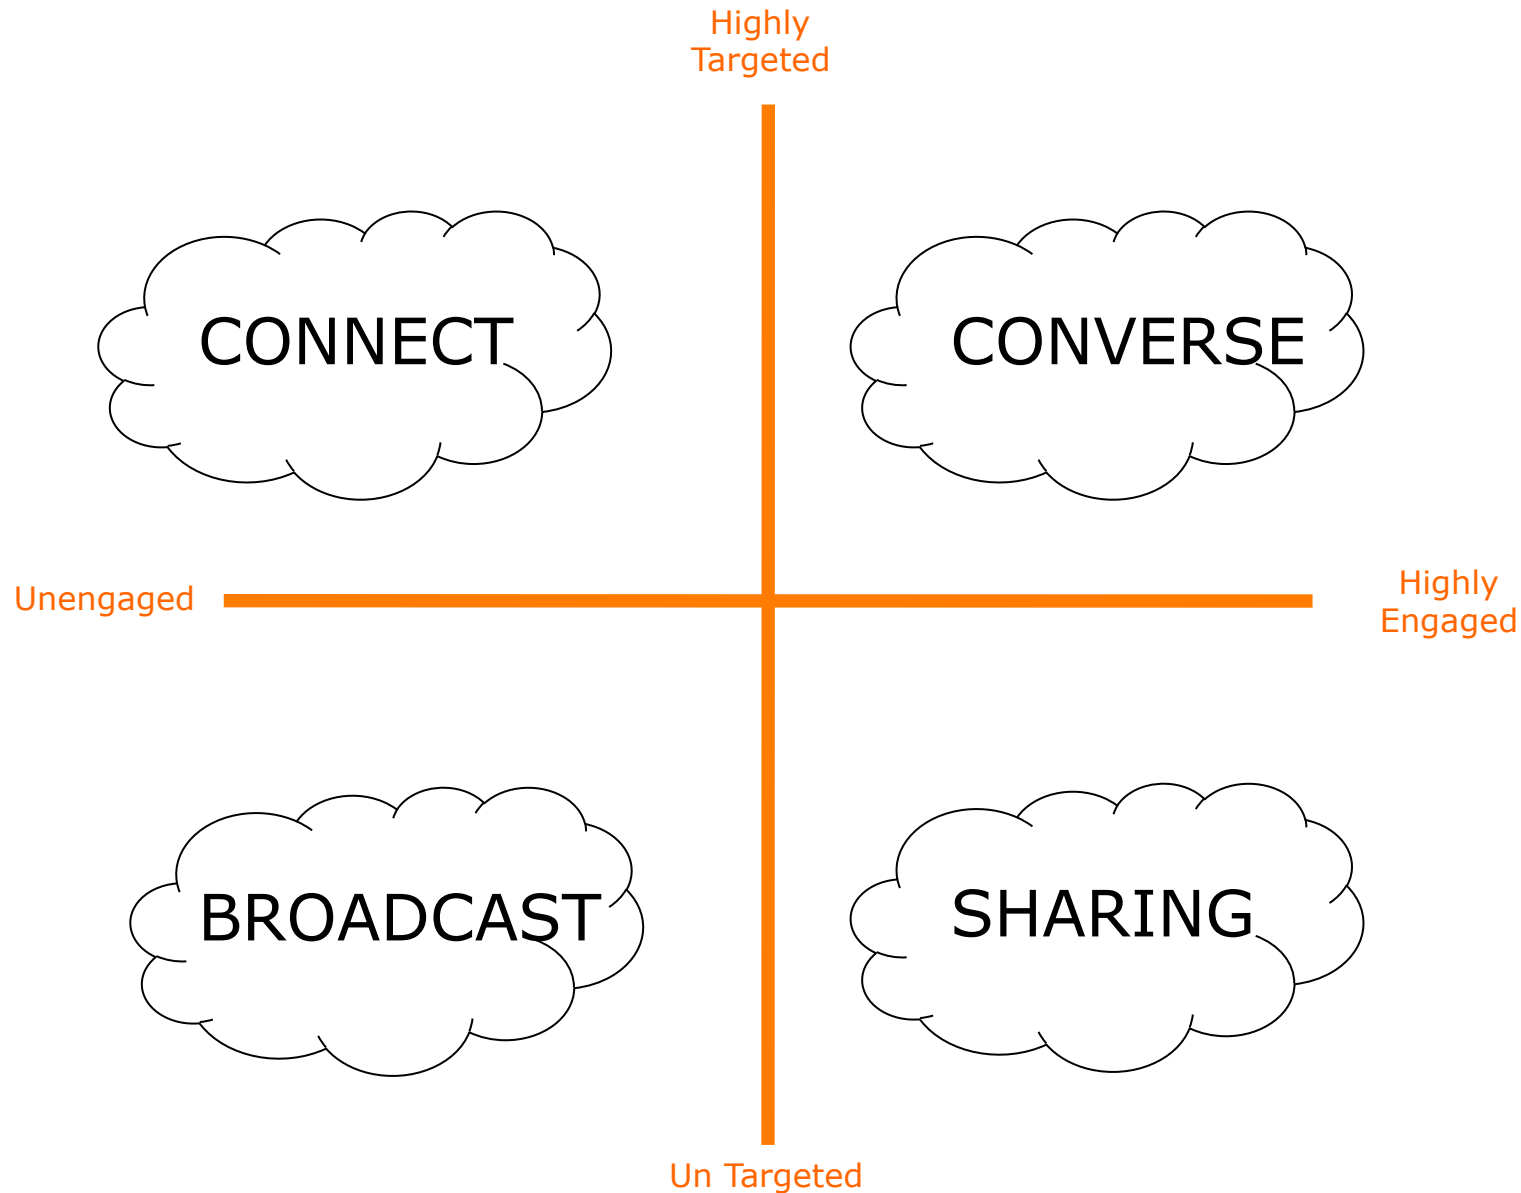 Highly
Targeted
CONNECT
CONVERSE
Unengaged
Highly
Engaged
BROADCAST
SHARING
Un Targeted